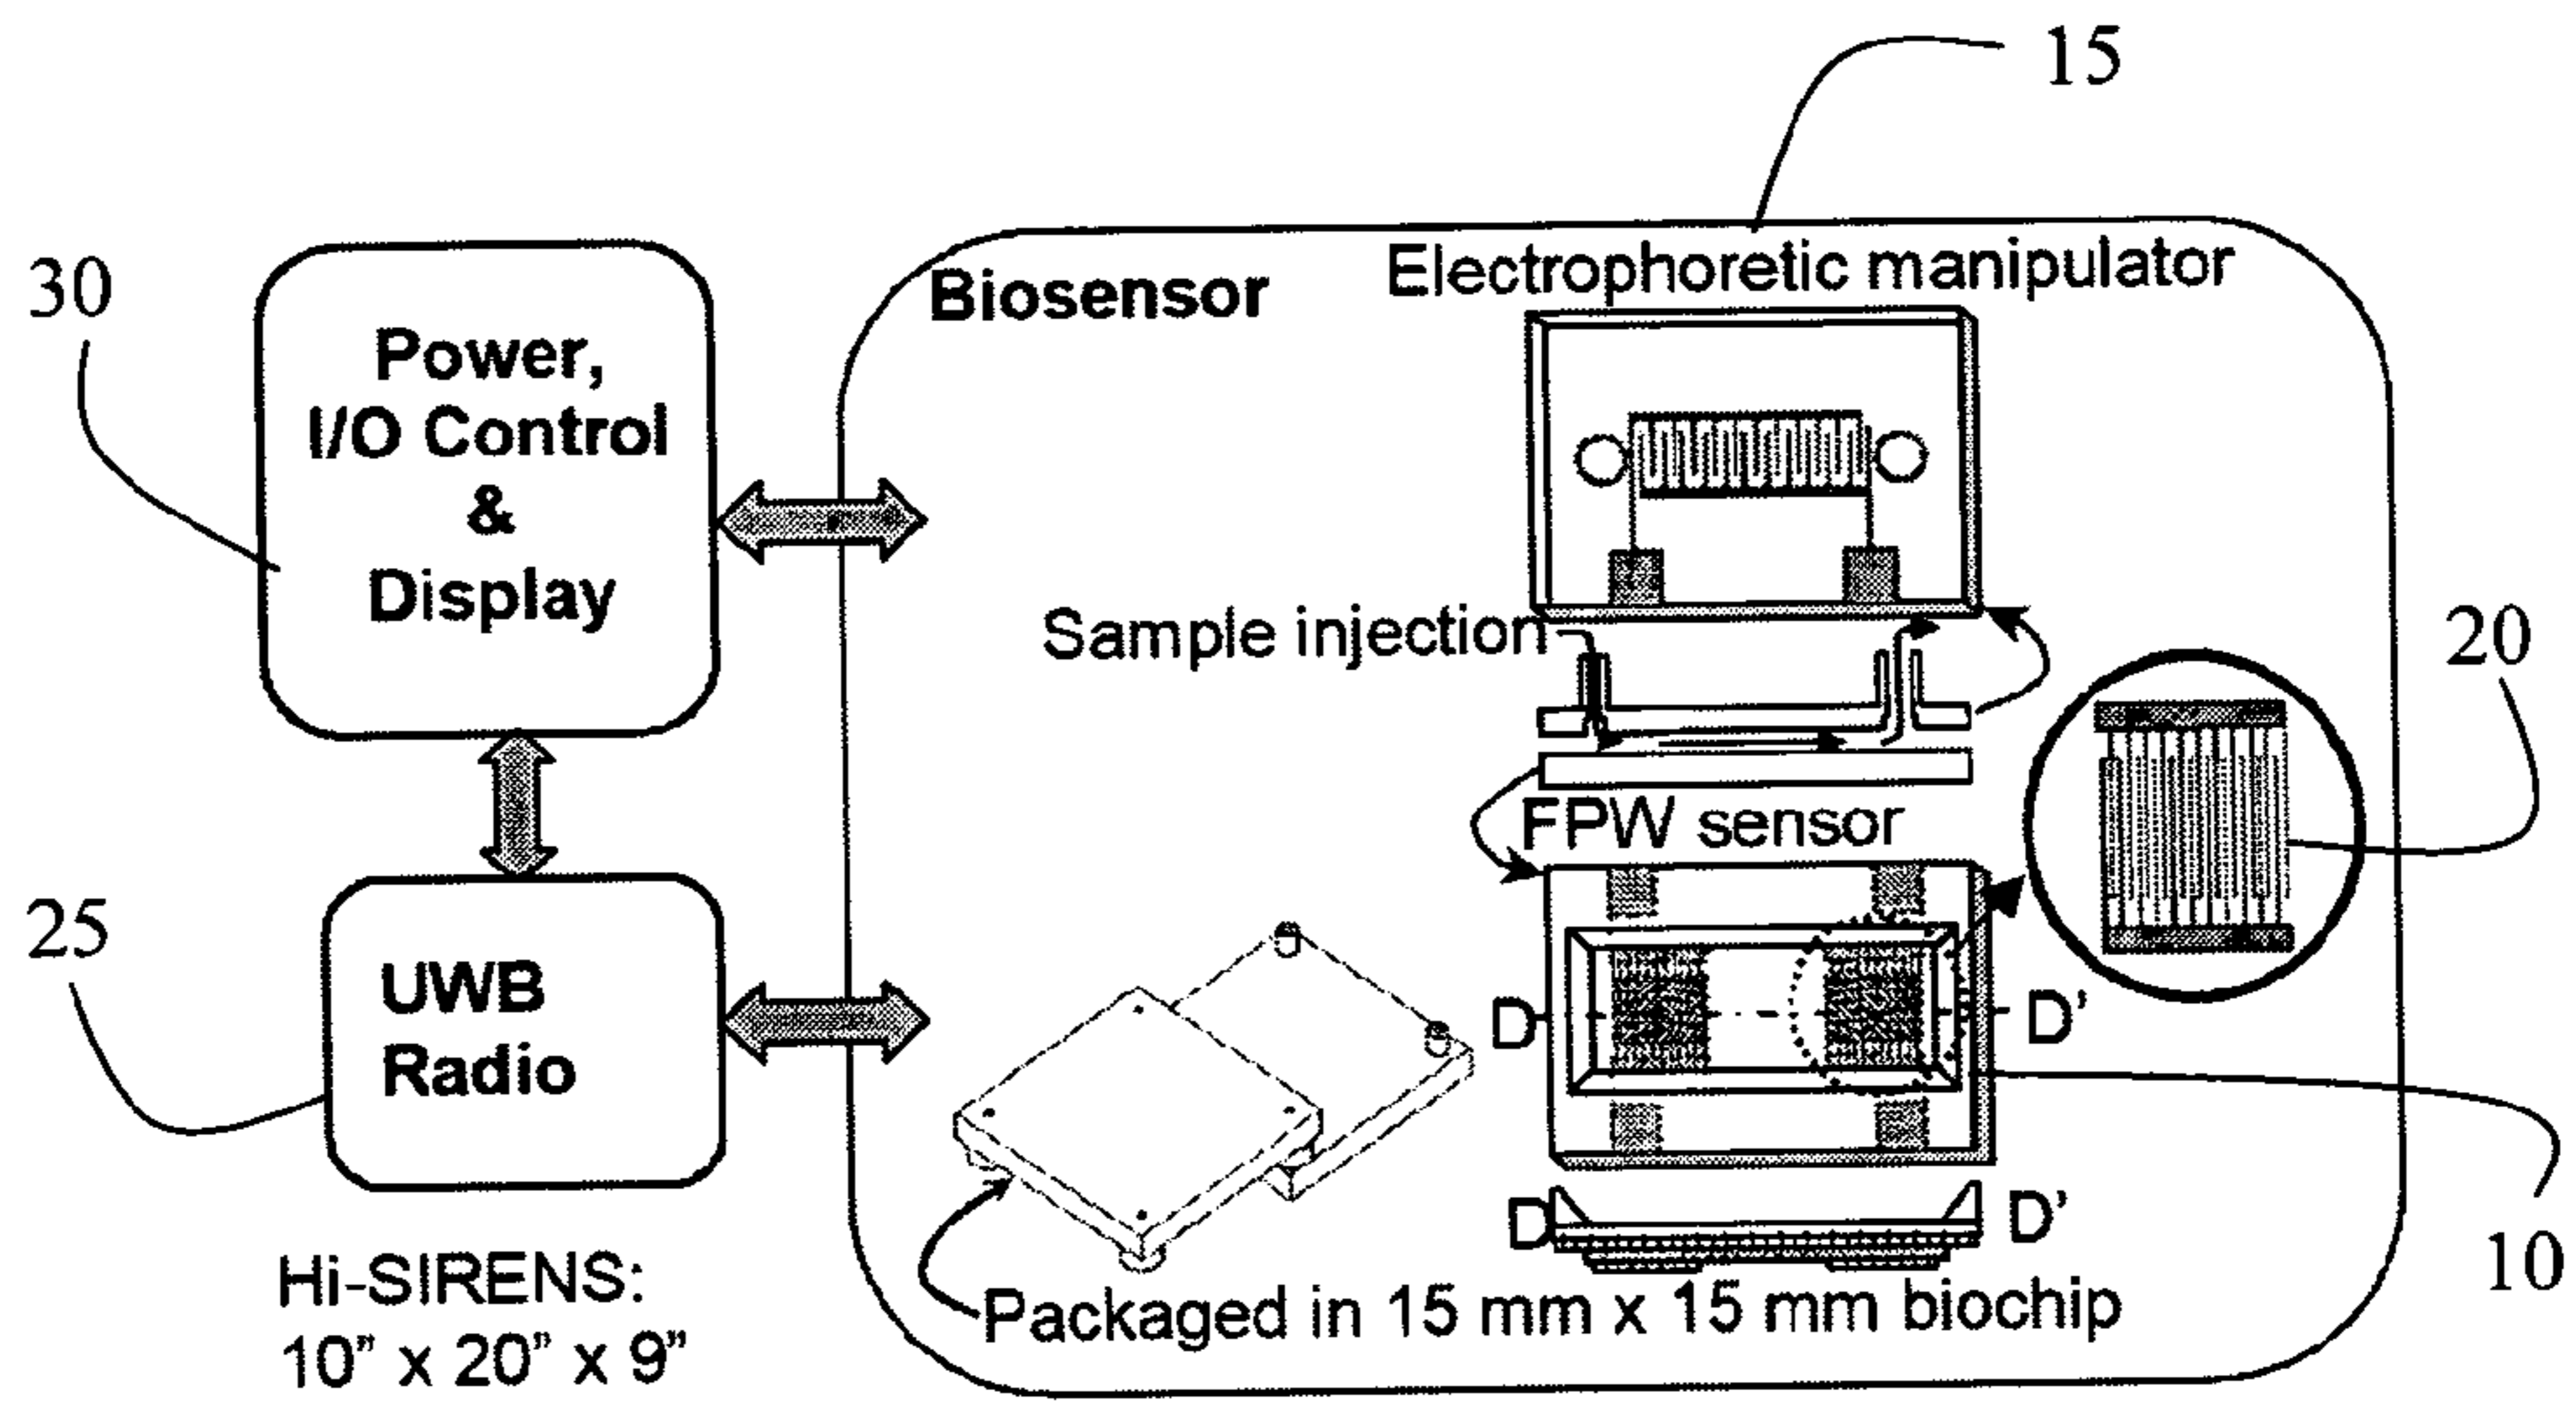 15
30
Power,
I/O Control
&
Display
Biosensor
Electrophoretic manipulator
Sample injection
20
FPW sensor
25
UWB
Radio
D
D'
D
D'
10
Hi-SIRENS:
10” x 20” x 9”
Packaged in 15 mm x 15 mm biochip